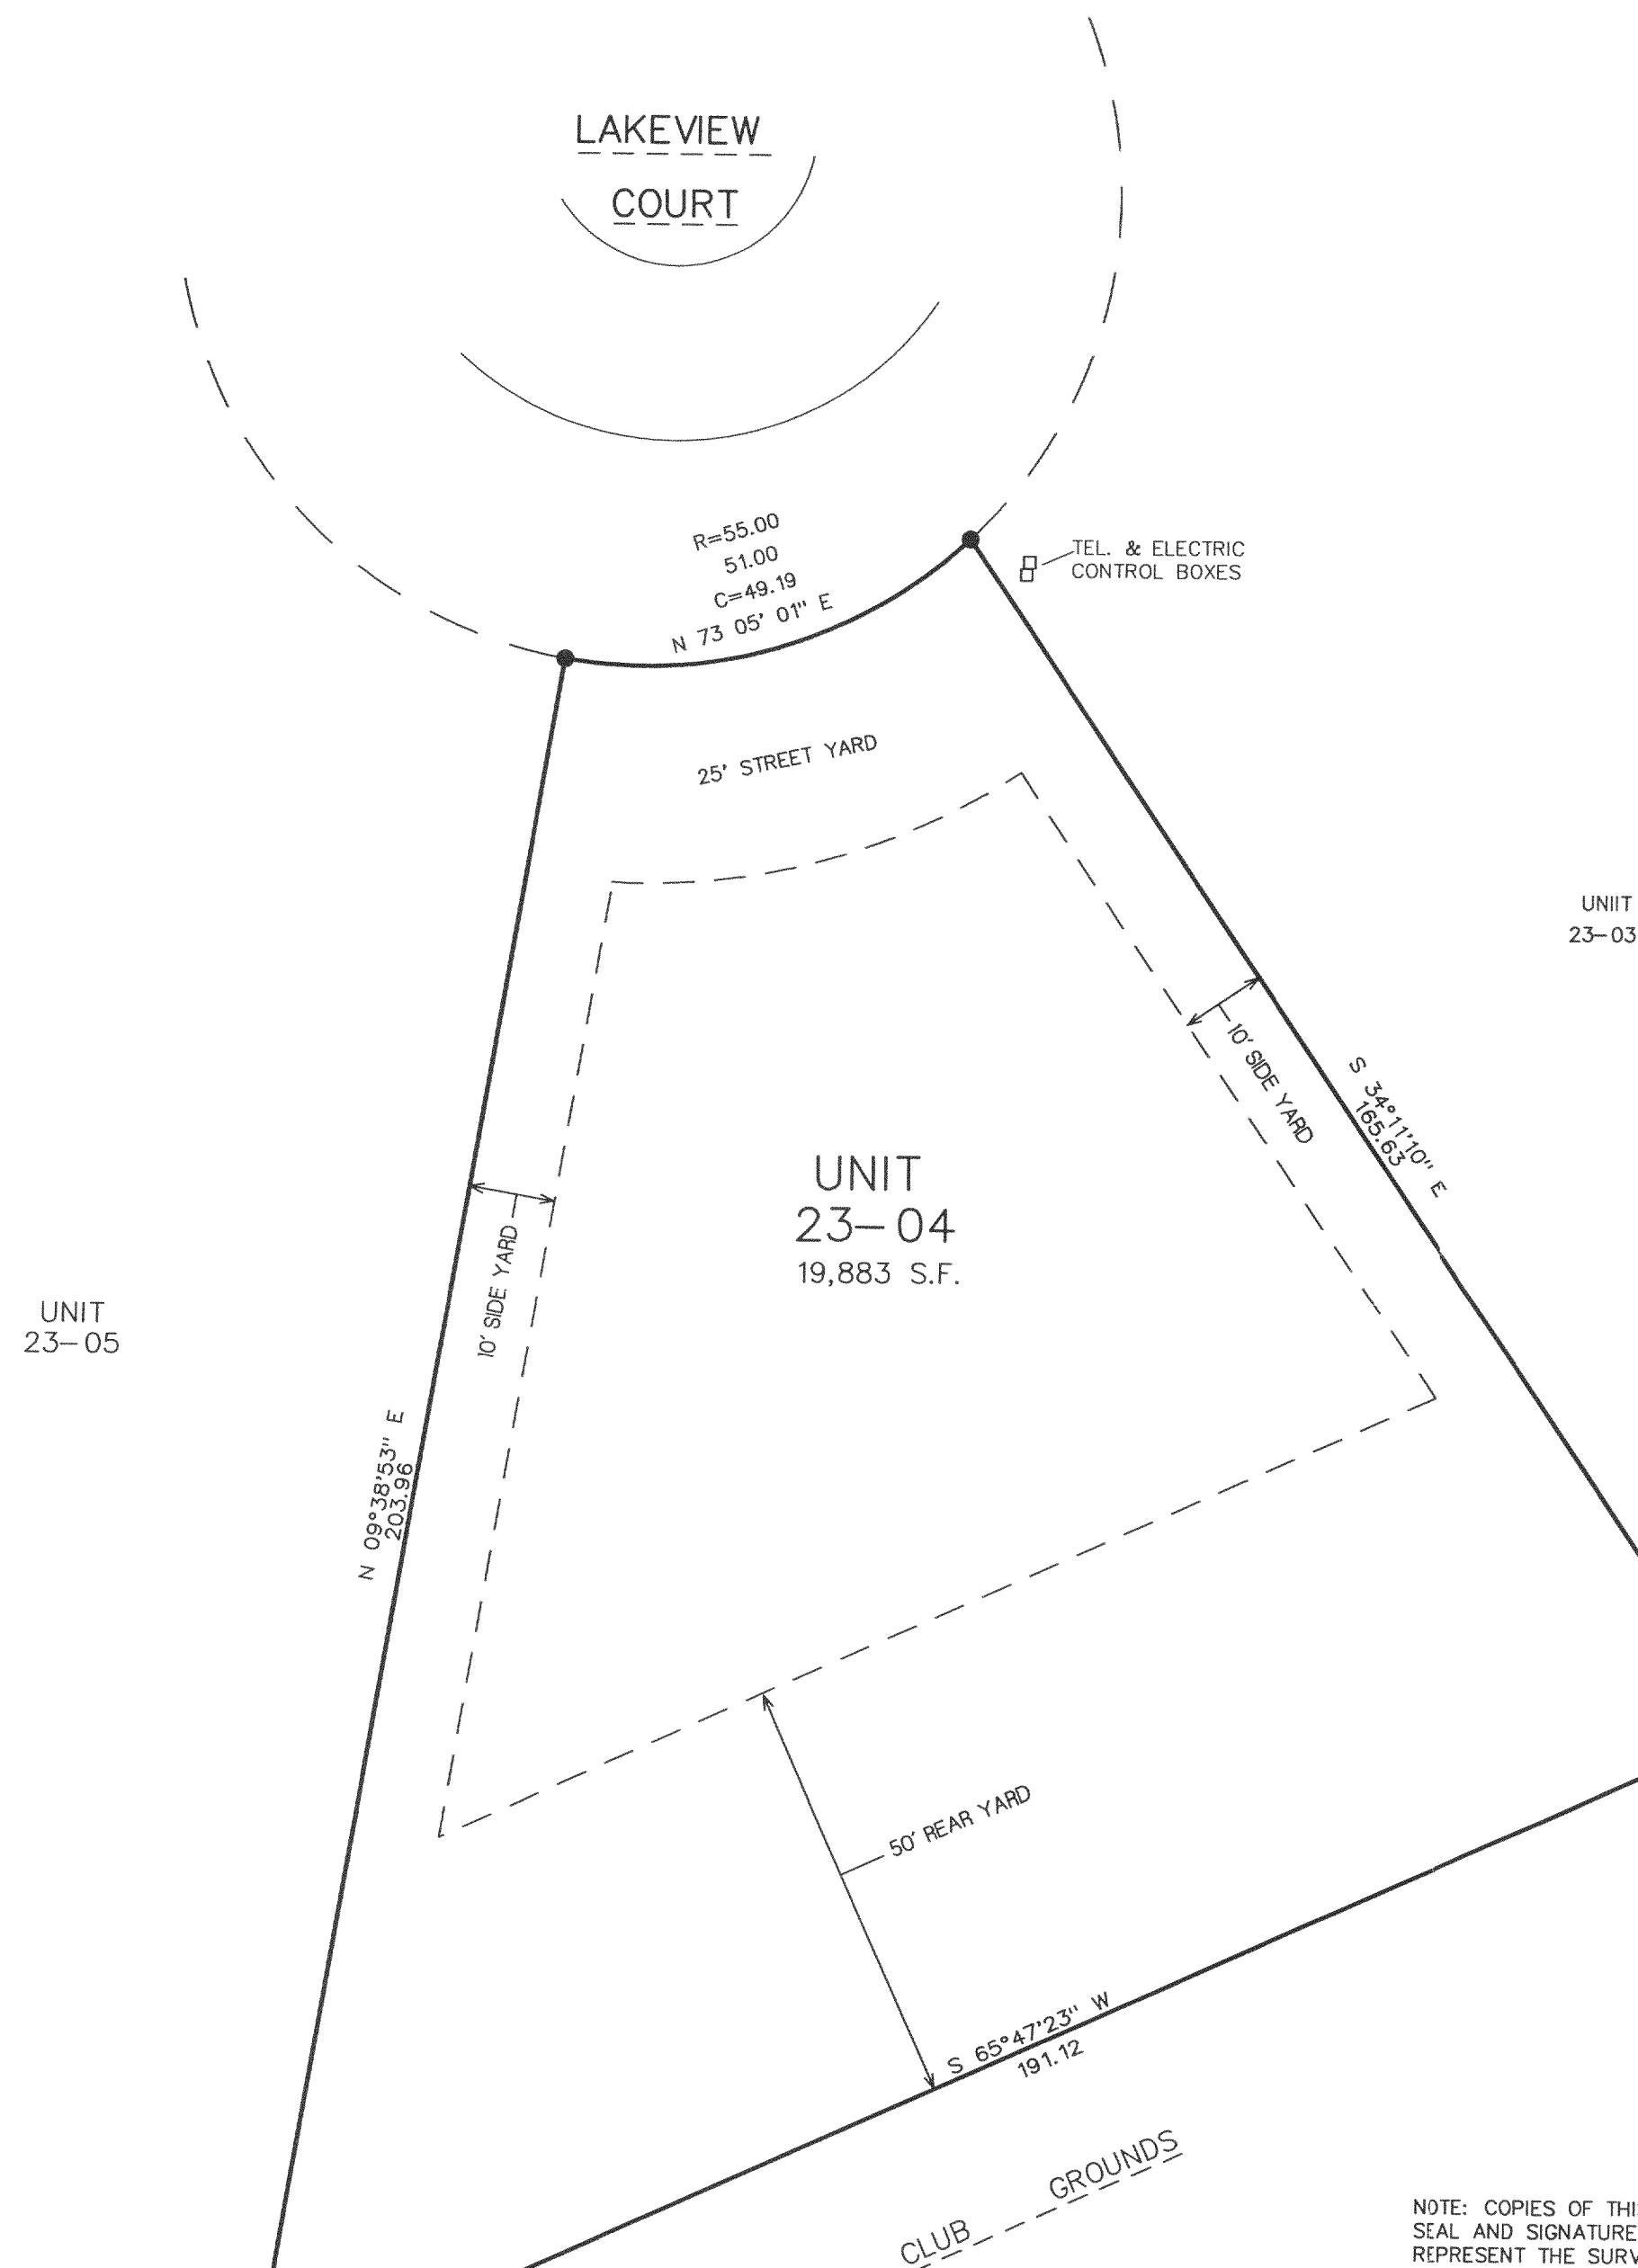 LAKEVIEW
COURT
R=55.00
51.00
C=49.19
N 73 05' 01" E
TEL. & ELECTRIC
CONTROL BOXES
25' STREET YARD
UNIIT
23-03
10' SIDE YARD
S 34°11'10" E
165.63
UNIT
23-04
19,883 S.F.
10' SIDE YARD
UNIT
23-05
N 09°38'53" E
203.96
50' REAR YARD
S 65°47'23" W
191.12
CLUB GROUNDS
NOTE: COPIES OF THI
SEAL AND SIGNATURE
REPRESENT THE SURV